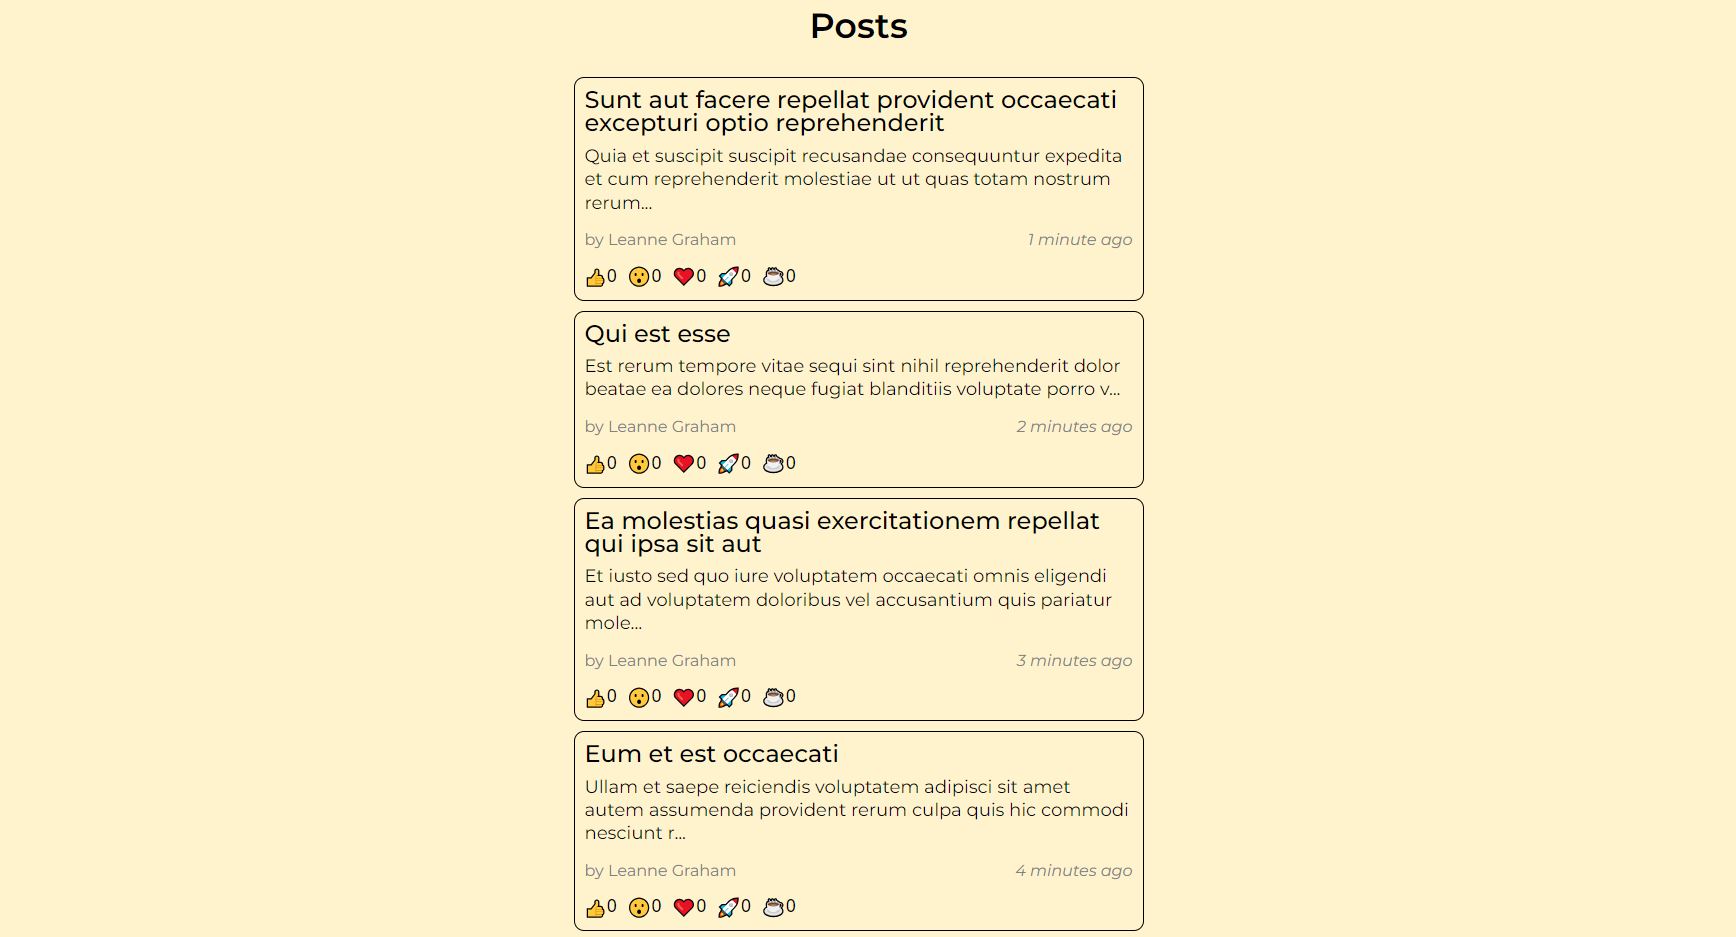 Posts
Sunt aut facere repellat provident occaecati
excepturi optio reprehenderit
Quia et suscipit suscipit recusandae consequuntur expedita
et cum reprehenderit molestiae ut ut quas totam nostrum
rerum...
by Leanne Graham 1 minute ago
👍0 😮0 ❤️0 🚀0 ☕0
Qui est esse
Est rerum tempore vitae sequi sint nihil reprehenderit dolor
beatae ea dolores neque fugiat blanditiis voluptate porro v...
by Leanne Graham 2 minutes ago
👍0 😮0 ❤️0 🚀0 ☕0
Ea molestias quasi exercitationem repellat
qui ipsa sit aut
Et iusto sed quo iure voluptatem occaecati omnis eligendi
aut ad voluptatem doloribus vel accusantium quis pariatur
mole...
by Leanne Graham 3 minutes ago
👍0 😮0 ❤️0 🚀0 ☕0
Eum et est occaecati
Ullam et saepe reiciendis voluptatem adipisci sit amet
autem assumenda provident rerum culpa quis hic commodi
nesciunt r...
by Leanne Graham 4 minutes ago
👍0 😮0 ❤️0 🚀0 ☕0